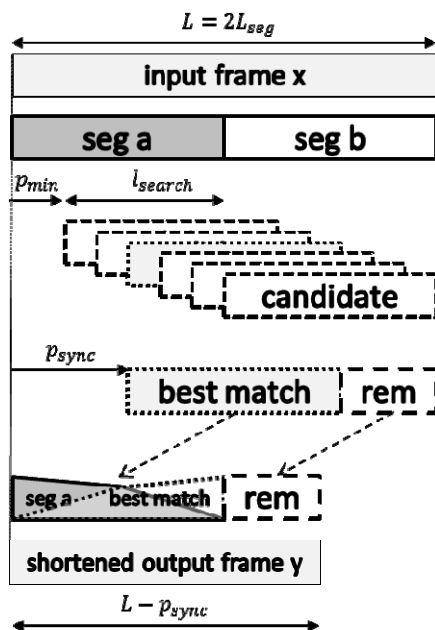 L = 2L_seg
input frame x
seg a seg b
p_min l_search
candidate
p_sync
best match rem
seg a best match rem
shortened output frame y
L − p_sync